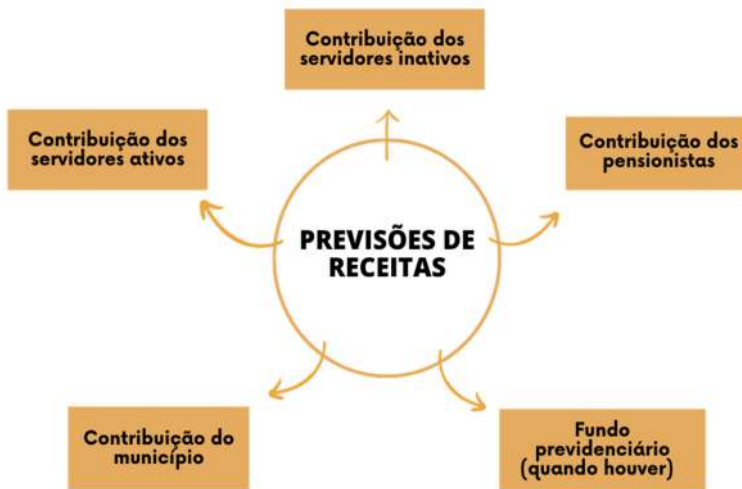 Contribuição dos
servidores inativos
Contribuição dos
servidores ativos
Contribuição dos
pensionistas
PREVISÕES DE
RECEITAS
Contribuição do
município
Fundo
previdenciário
(quando houver)